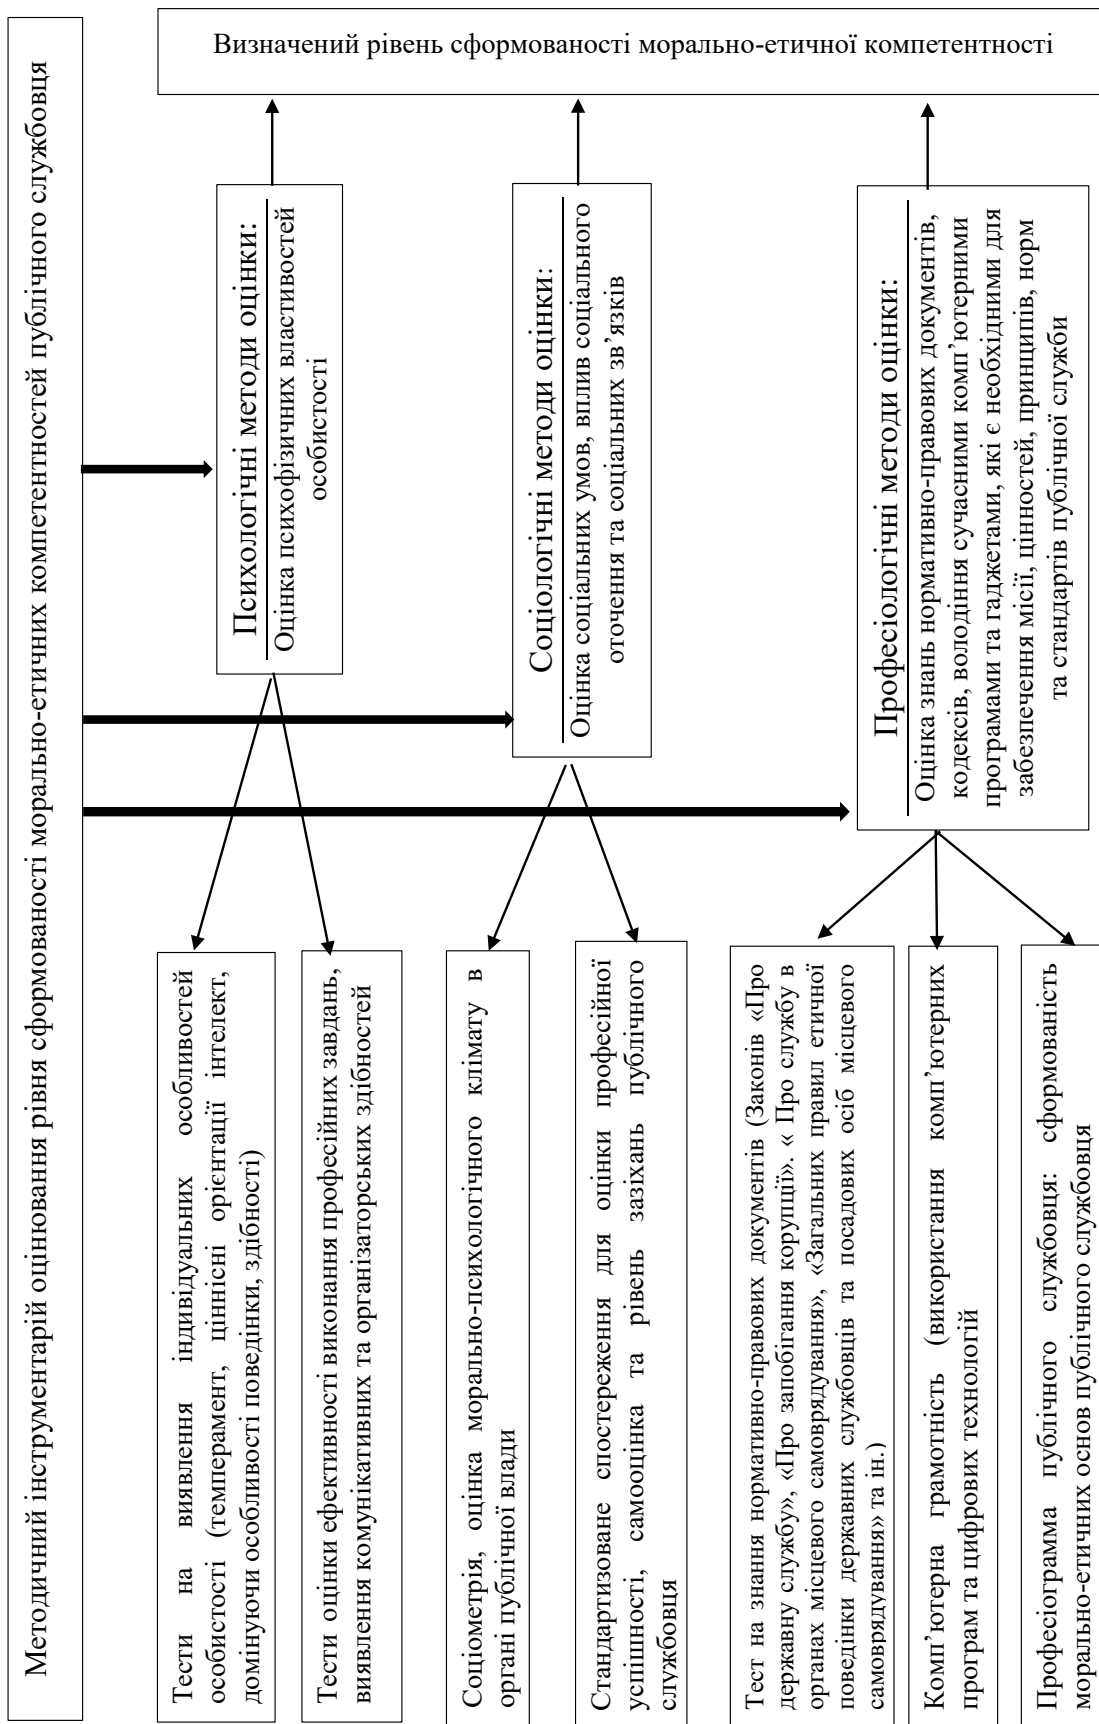 Методичний інструментарій оцінювання рівня сформованості морально-етичних компетентностей публічного службовця
Тести на виявлення індивідуальних особливостей
особистості (темперамент, ціннісні орієнтації інтелект,
домінуючи особливості поведінки, здібності)
Тести оцінки ефективності виконання професійних завдань,
виявлення комунікативних та організаторських здібностей
Соціометрія, оцінка морально-психологічного клімату в
органі публічної влади
Стандартизоване спостереження для оцінки професійної
успішності, самооцінка та рівень зазіхань публічного
службовця
Тест на знання нормативно-правових документів (Законів «Про
державну службу», «Про запобігання корупції». « Про службу в
органах місцевого самоврядування», «Загальних правил етичної
поведінки державних службовців та посадових осіб місцевого
самоврядування» та ін.)
Комп’ютерна грамотність (використання комп’ютерних
програм та цифрових технологій
Професіограмма публічного службовця: сформованість
морально-етичних основ публічного службовця
Психологічні методи оцінки:
Оцінка психофізичних властивостей
особистості
Соціологічні методи оцінки:
Оцінка соціальних умов, вплив соціального
оточення та соціальних зв’язків
Професіологічні методи оцінки:
Оцінка знань нормативно-правових документів,
кодексів, володіння сучасними комп’ютерними
програмами та гаджетами, які є необхідними для
забезпечення місії, цінностей, принципів, норм
та стандартів публічної служби
Визначений рівень сформованості морально-етичної компетентності